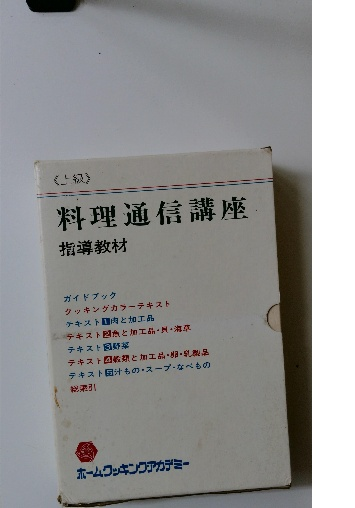 《上級》
料理通信講座
指導教材
ガイドブック
クッキングカラーテキスト
テキスト1肉と加工品
テキスト2魚と加工品・貝・海草
テキスト3野菜
テキスト4穀類と加工品・卵・乳製品
テキスト5汁もの・スープ・なべもの
総索引
ホームクッキングアカデミー